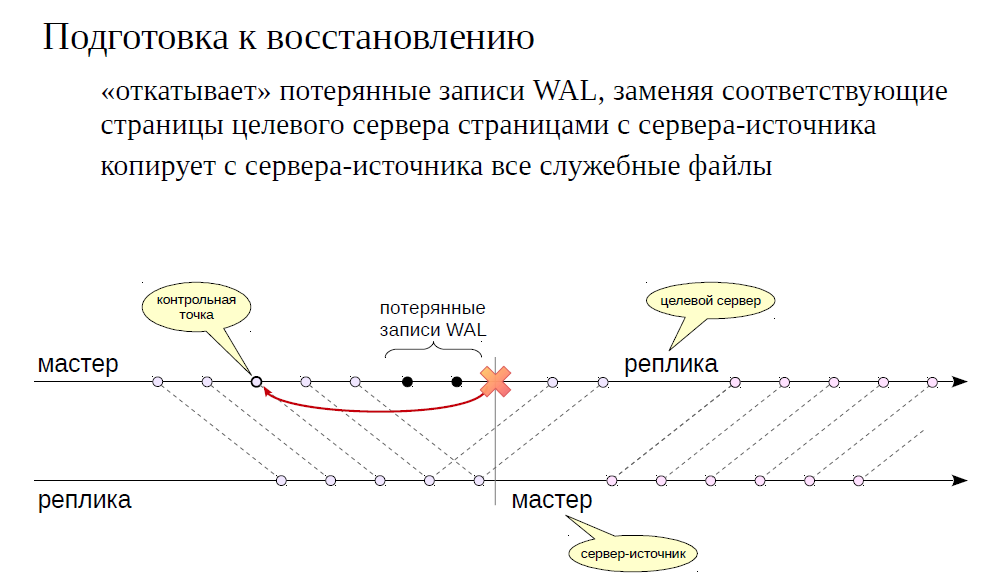 Подготовка к восстановлению
«откатывает» потерянные записи WAL, заменяя соответствующие
страницы целевого сервера страницами с сервера-источника
копирует с сервера-источника все служебные файлы
контрольная
точка
потерянные
записи WAL
целевой сервер
мастер
реплика
реплика
мастер
сервер-источник